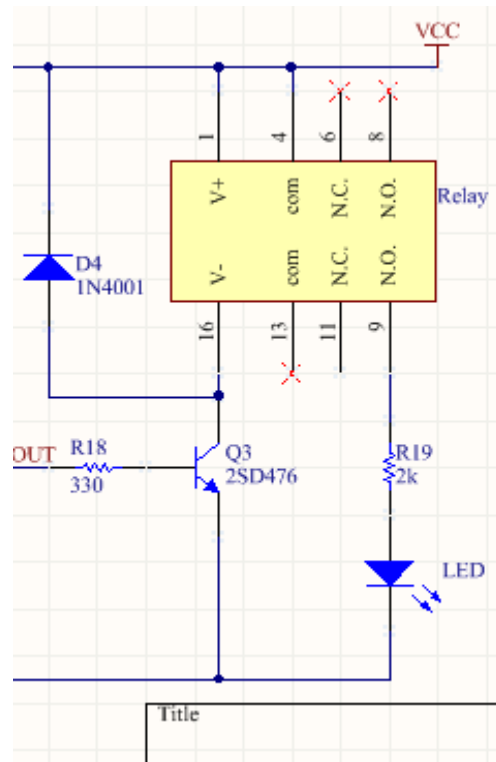 VCC
1
4
6
8
V+
com
N.C.
N.O.
Relay
V-
com
N.C.
N.O.
D4
1N4001
16
13
11
9
OUT
R18
330
Q3
2SD476
R19
2k
LED
Title